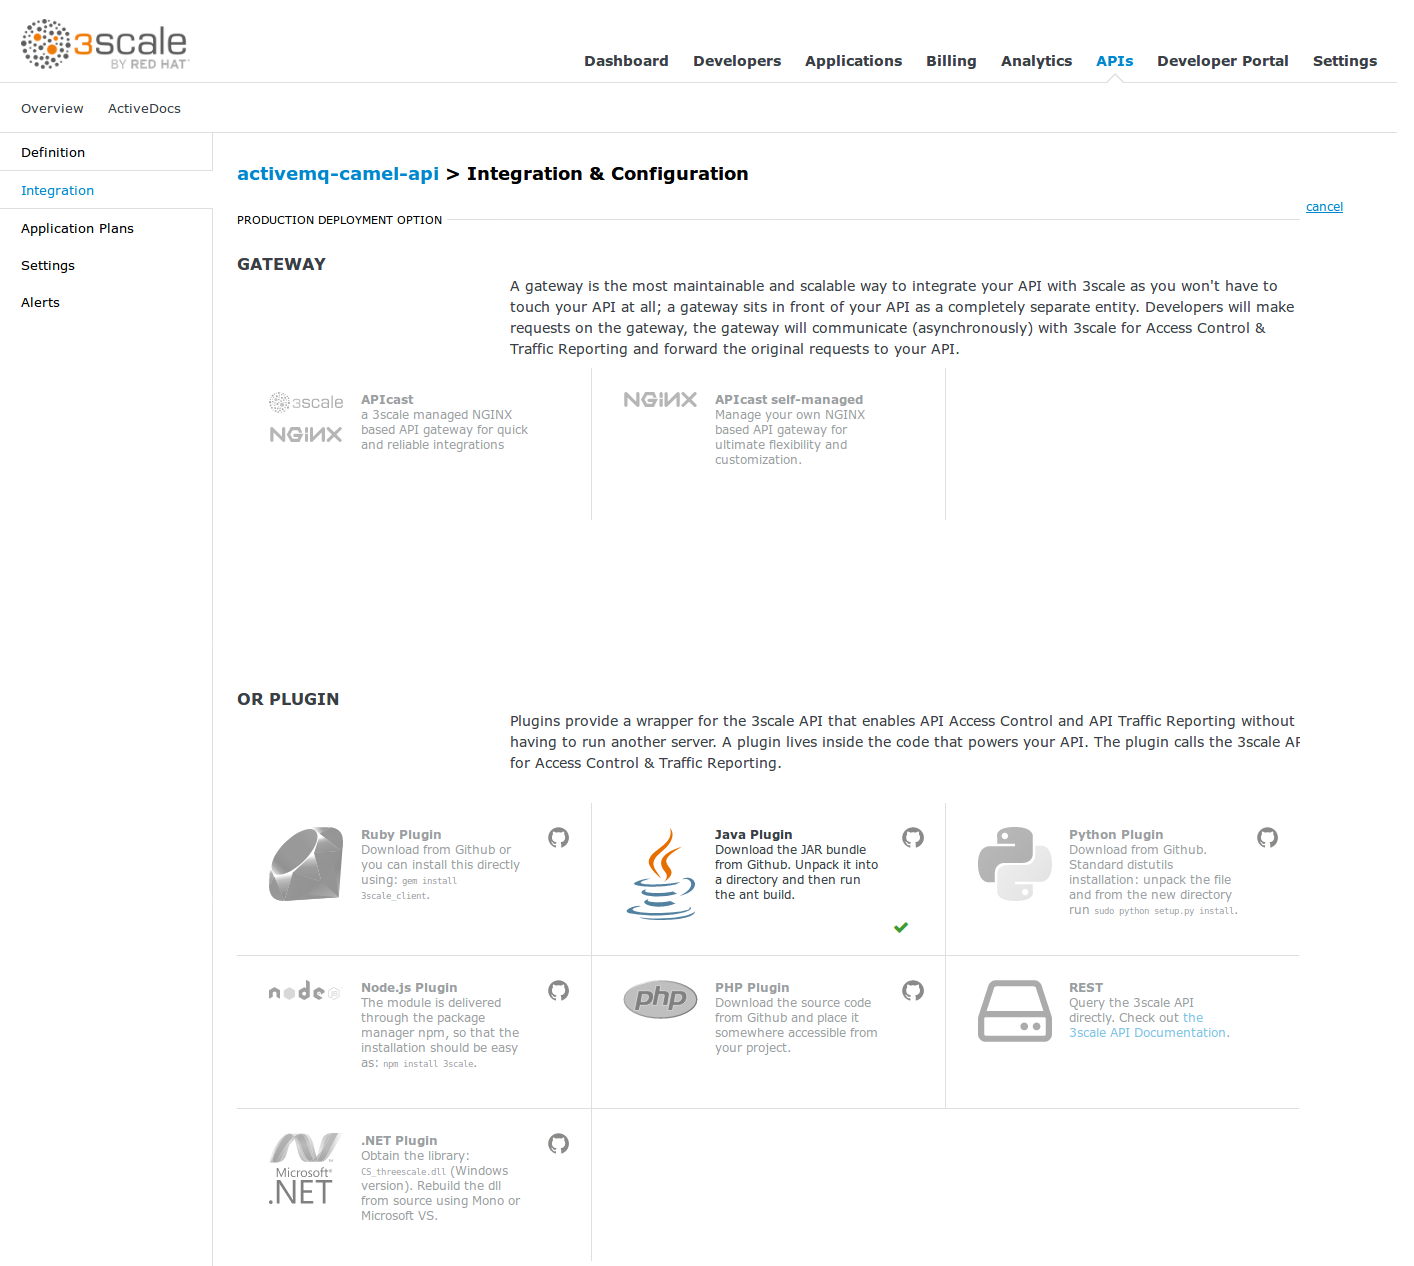 3scale
BY RED HAT
Dashboard Developers Applications Billing Analytics APIs Developer Portal Settings
Overview ActiveDocs
Definition
Integration
Application Plans
Settings
Alerts
activemq-camel-api > Integration & Configuration
cancel
PRODUCTION DEPLOYMENT OPTION
GATEWAY
A gateway is the most maintainable and scalable way to integrate your API with 3scale as you won't have to
touch your API at all; a gateway sits in front of your API as a completely separate entity. Developers will make
requests on the gateway, the gateway will communicate (asynchronously) with 3scale for Access Control &
Traffic Reporting and forward the original requests to your API.
3scale
NGINX
APIcast
a 3scale managed NGINX
based API gateway for quick
and reliable integrations
NGINX
APIcast self-managed
Manage your own NGINX
based API gateway for
ultimate flexibility and
customization.
OR PLUGIN
Plugins provide a wrapper for the 3scale API that enables API Access Control and API Traffic Reporting without
having to run another server. A plugin lives inside the code that powers your API. The plugin calls the 3scale AP
for Access Control & Traffic Reporting.
Ruby Plugin
Download from Github or
you can install this directly
using: gem install
3scale_client.
Java Plugin
Download the JAR bundle
from Github. Unpack it into
a directory and then run
the ant build.
Python Plugin
Download from Github.
Standard distutils
installation: unpack the file
and from the new directory
run sudo python setup.py install.
node JS
Node.js Plugin
The module is delivered
through the package
manager npm, so that the
installation should be easy
as: npm install 3scale.
php
PHP Plugin
Download the source code
from Github and place it
somewhere accessible from
your project.
REST
Query the 3scale API
directly. Check out the
3scale API Documentation.
Microsoft®
.NET
.NET Plugin
Obtain the library:
CS_threescale.dll (Windows
version). Rebuild the dll
from source using Mono or
Microsoft VS.